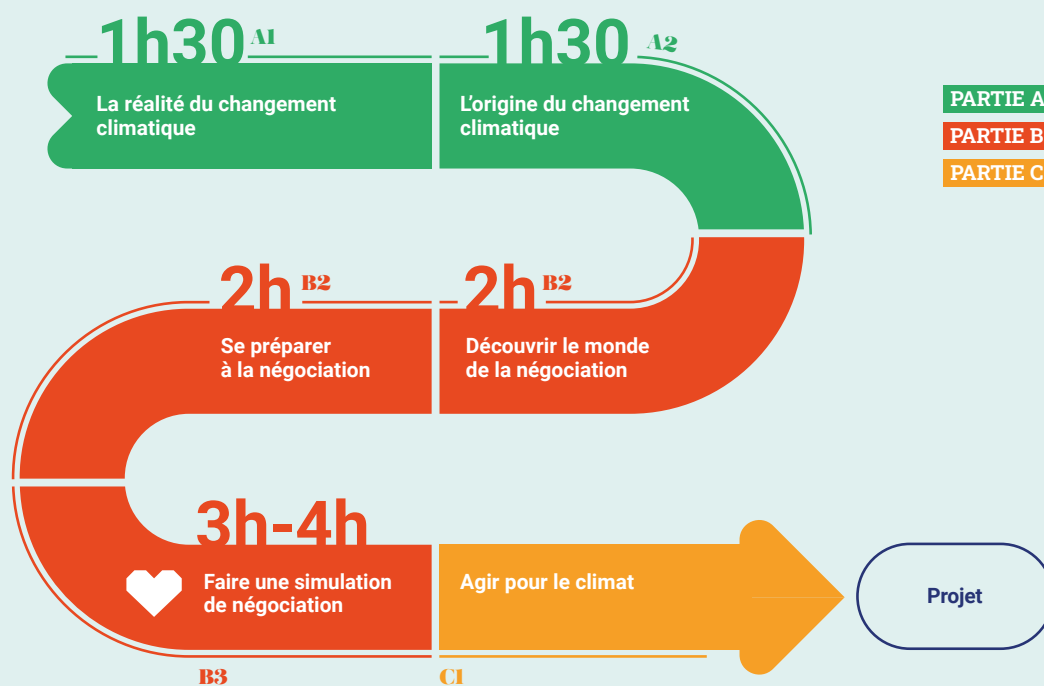 1h30 A1
La réalité du changement
climatique
1h30 A2
L'origine du changement
climatique
PARTIE A
PARTIE B
PARTIE C
2h B2
Découvrir le monde
de la négociation
2h B2
Se préparer
à la négociation
3h-4h
Faire une simulation
de négociation
B3
Agir pour le climat
C1
Projet